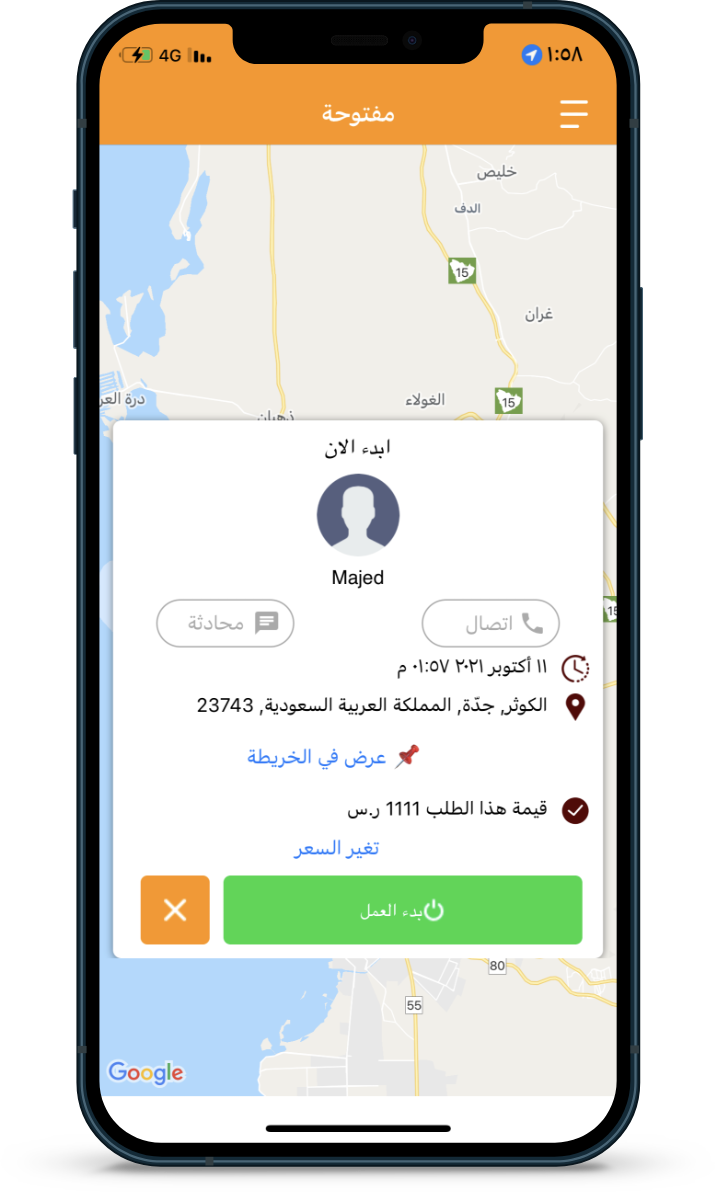 4G ١:٥٨
مفتوحة
خليص
الدف
15
غران
درة العر
الغولاء
15
ذهبان
ابدء الان
Majed
اتصال
محادثة
١١ أكتوبر ٢٠٢١ ٠١:٥٧ م
الكوثر, جدّة, المملكة العربية السعودية, 23743
عرض في الخريطة
قيمة هذا الطلب 1111 ر.س
تغير السعر
بدء العمل
15
80
55
Google